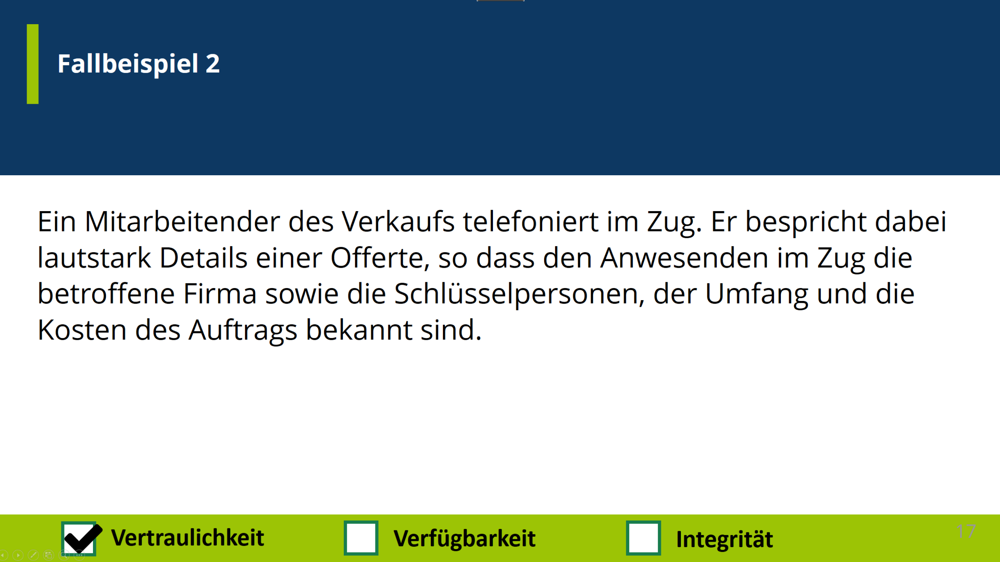 Fallbeispiel 2
Ein Mitarbeitender des Verkaufs telefoniert im Zug. Er bespricht dabei
lautstark Details einer Offerte, so dass den Anwesenden im Zug die
betroffene Firma sowie die Schlüsselpersonen, der Umfang und die
Kosten des Auftrags bekannt sind.
Vertraulichkeit
Verfügbarkeit
Integrität
17